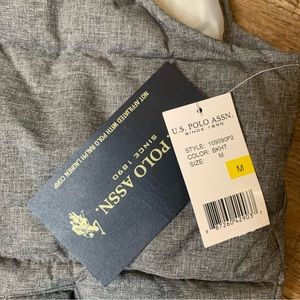 NOT AFFILIATED WITH POLO RALPH LAUREN CORP
POLO ASSN.
SINCE 1890
U.S. POLO ASSN.
SINCE 1890
STYLE: 109090P2
COLOR: BKHT
SIZE: M
M